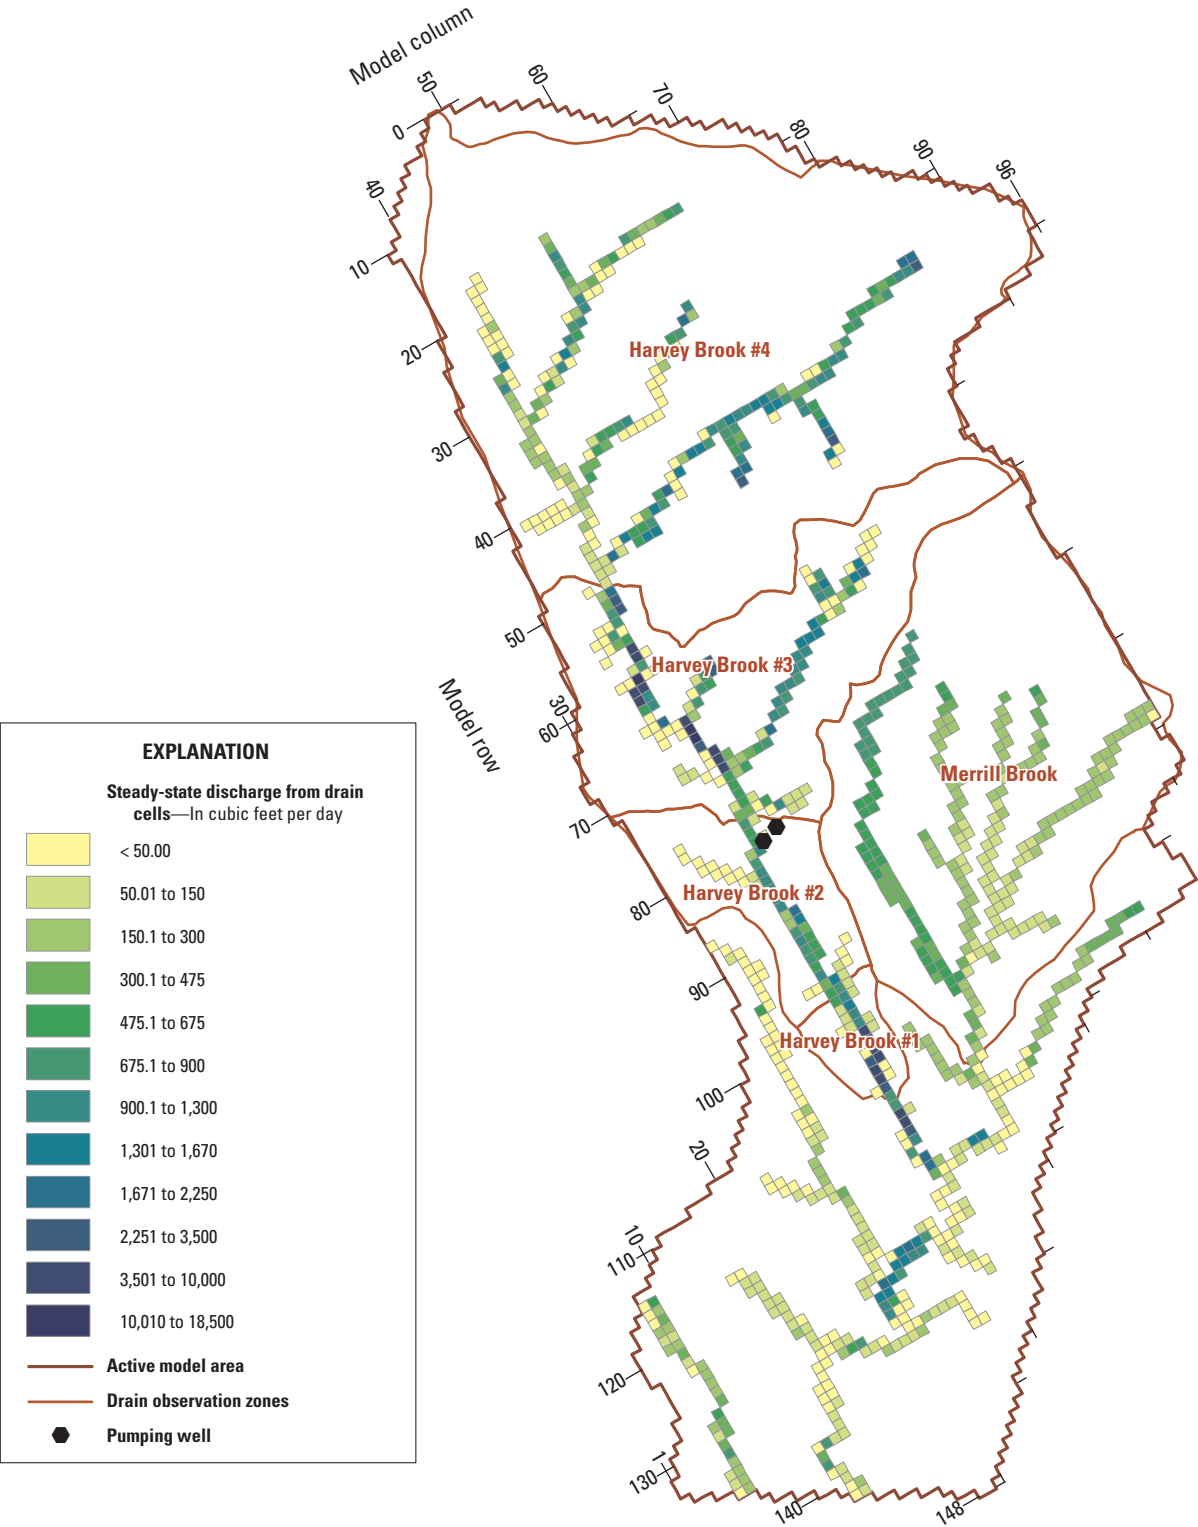 Model column
50
60
70
80
90
96
0
40
10
20
30
40
50
30
60
70
80
90
100
20
10
110
120
1
130
140
148
Model row
Harvey Brook #4
Harvey Brook #3
Merrill Brook
Harvey Brook #2
Harvey Brook #1
EXPLANATION
Steady-state discharge from drain
cells—In cubic feet per day
< 50.00
50.01 to 150
150.1 to 300
300.1 to 475
475.1 to 675
675.1 to 900
900.1 to 1,300
1,301 to 1,670
1,671 to 2,250
2,251 to 3,500
3,501 to 10,000
10,010 to 18,500
Active model area
Drain observation zones
Pumping well